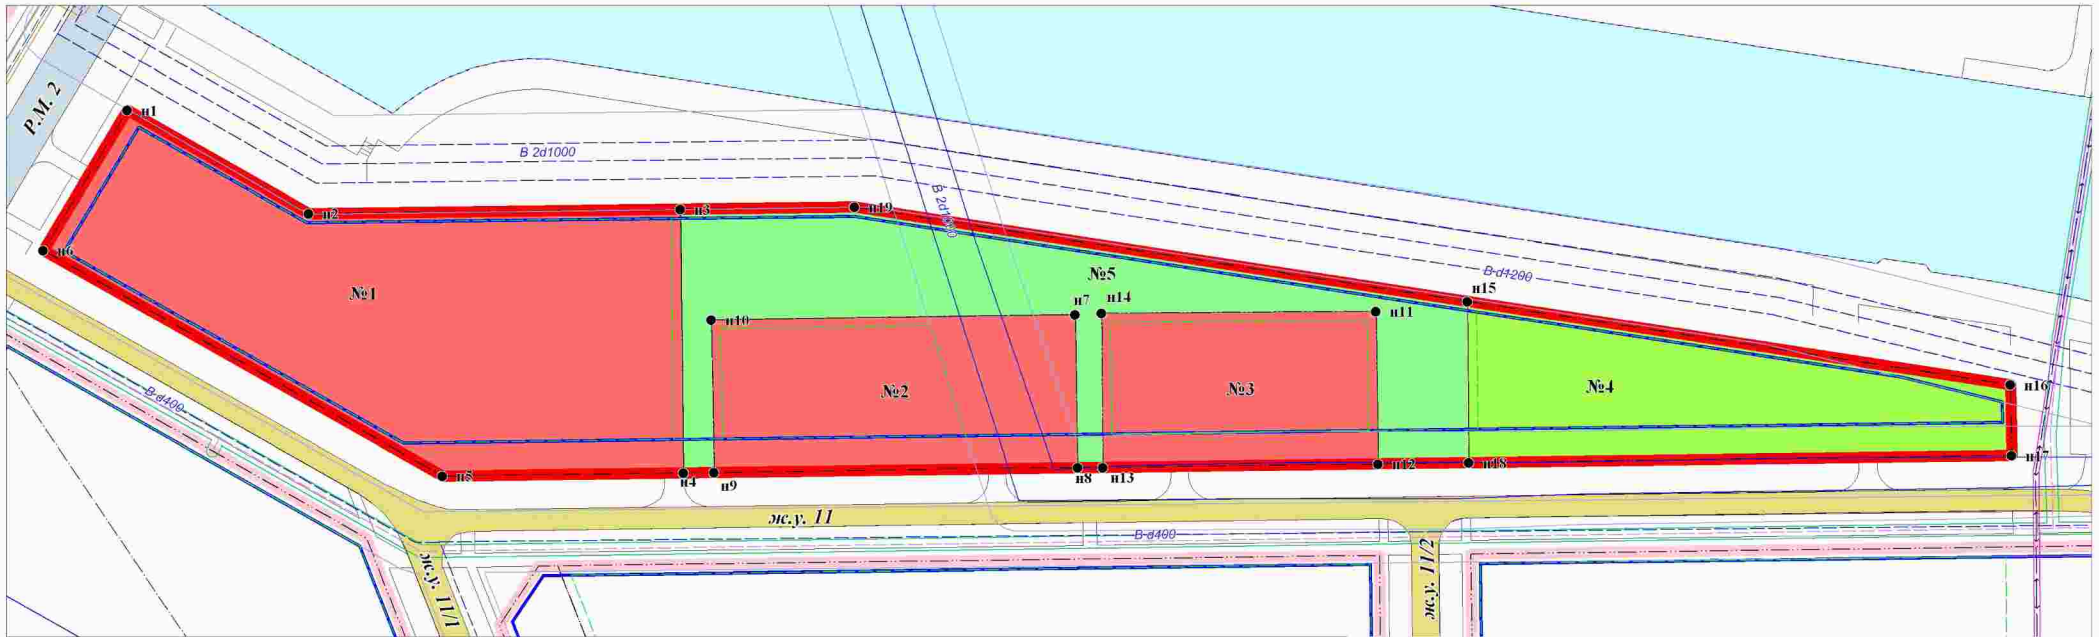 Р.М. 2
н1
В 2d1000
н2
н3
н19
В 2d1000
н6
№1
№5
В d1200
н15
н7
н14
н10
н11
№2
№3
№4
н16
В d400
н5
н4
н9
н8
н13
н12
н18
н17
ж.у. 11
В d400
ж.у. 11/1
ж.у. 11/2